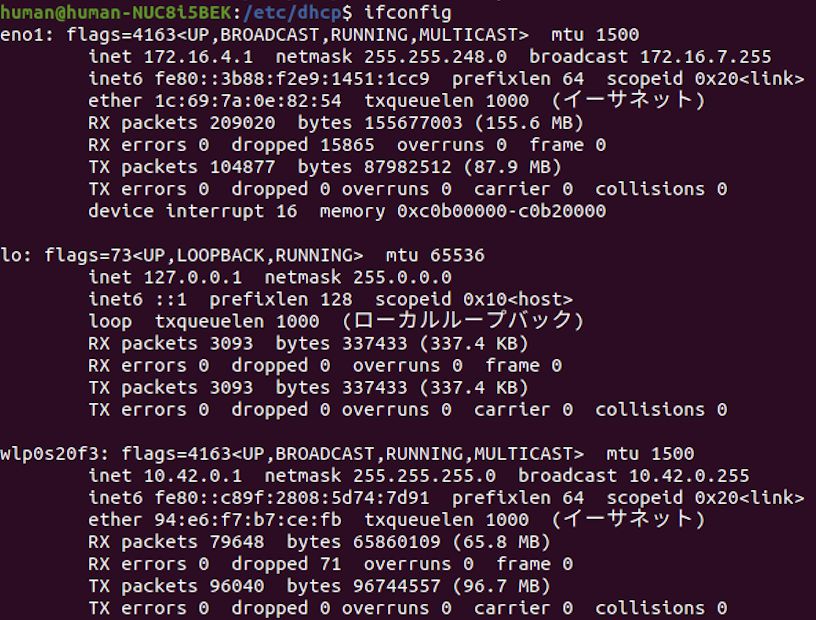 human@human-NUC8i5BEK:/etc/dhcp$ ifconfig
eno1: flags=4163<UP,BROADCAST,RUNNING,MULTICAST>  mtu 1500
        inet 172.16.4.1  netmask 255.255.248.0  broadcast 172.16.7.255
        inet6 fe80::3b88:f2e9:1451:1cc9  prefixlen 64  scopeid 0x20<link>
        ether 1c:69:7a:0e:82:54  txqueuelen 1000  (イーサネット)
        RX packets 209020  bytes 155677003 (155.6 MB)
        RX errors 0  dropped 15865  overruns 0  frame 0
        TX packets 104877  bytes 87982512 (87.9 MB)
        TX errors 0  dropped 0 overruns 0  carrier 0  collisions 0
        device interrupt 16  memory 0xc0b00000-c0b20000

lo: flags=73<UP,LOOPBACK,RUNNING>  mtu 65536
        inet 127.0.0.1  netmask 255.0.0.0
        inet6 ::1  prefixlen 128  scopeid 0x10<host>
        loop  txqueuelen 1000  (ローカルループバック)
        RX packets 3093  bytes 337433 (337.4 KB)
        RX errors 0  dropped 0  overruns 0  frame 0
        TX packets 3093  bytes 337433 (337.4 KB)
        TX errors 0  dropped 0 overruns 0  carrier 0  collisions 0

wlp0s20f3: flags=4163<UP,BROADCAST,RUNNING,MULTICAST>  mtu 1500
        inet 10.42.0.1  netmask 255.255.255.0  broadcast 10.42.0.255
        inet6 fe80::c89f:2808:5d74:7d91  prefixlen 64  scopeid 0x20<link>
        ether 94:e6:f7:b7:ce:fb  txqueuelen 1000  (イーサネット)
        RX packets 79648  bytes 65860109 (65.8 MB)
        RX errors 0  dropped 71  overruns 0  frame 0
        TX packets 96040  bytes 96744557 (96.7 MB)
        TX errors 0  dropped 0 overruns 0  carrier 0  collisions 0